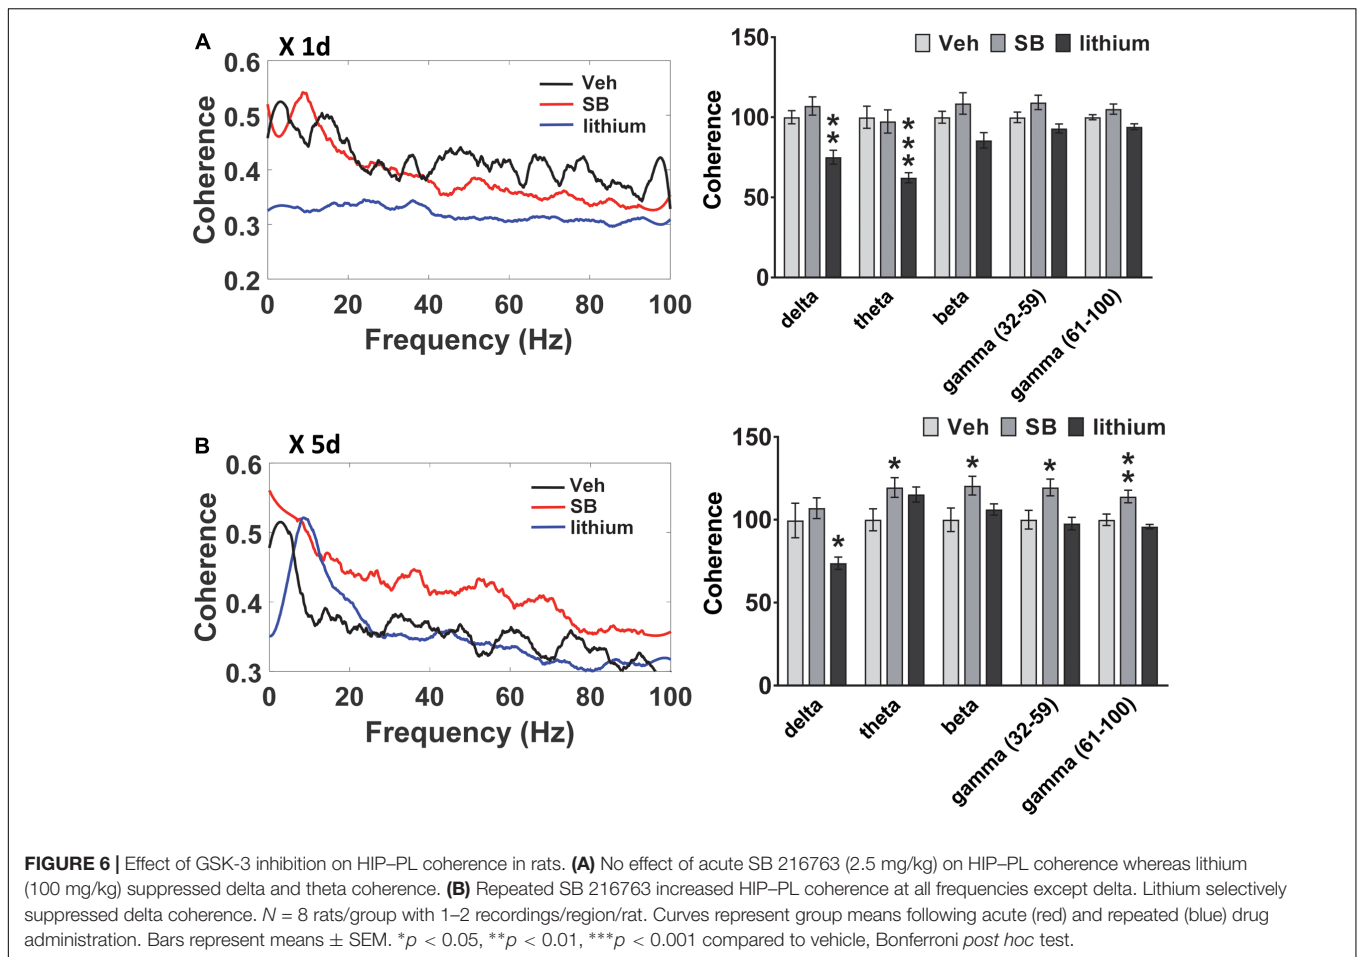 A
X 1d
0.6
0.5
0.4
0.3
0.2
Coherence
Veh
SB
lithium
0 20 40 60 80 100
Frequency (Hz)
Veh SB lithium
150
100
50
0
Coherence
**
***
delta
theta
beta
gamma (32-59)
gamma (61-100)
B
X 5d
0.6
0.5
0.4
0.3
Coherence
Veh
SB
lithium
0 20 40 60 80 100
Frequency (Hz)
Veh SB lithium
150
100
50
0
Coherence
*
*
*
*
**
delta
theta
beta
gamma (32-59)
gamma (61-100)
FIGURE 6 | Effect of GSK-3 inhibition on HIP–PL coherence in rats. (A) No effect of acute SB 216763 (2.5 mg/kg) on HIP–PL coherence whereas lithium
(100 mg/kg) suppressed delta and theta coherence. (B) Repeated SB 216763 increased HIP–PL coherence at all frequencies except delta. Lithium selectively
suppressed delta coherence. N = 8 rats/group with 1–2 recordings/region/rat. Curves represent group means following acute (red) and repeated (blue) drug
administration. Bars represent means ± SEM. *p < 0.05, **p < 0.01, ***p < 0.001 compared to vehicle, Bonferroni post hoc test.